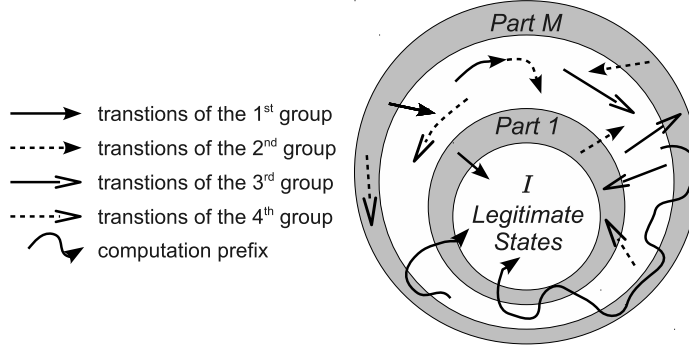 Part M
Part 1
I
Legitimate
States
transtions of the 1st group
transtions of the 2nd group
transtions of the 3rd group
transtions of the 4th group
computation prefix